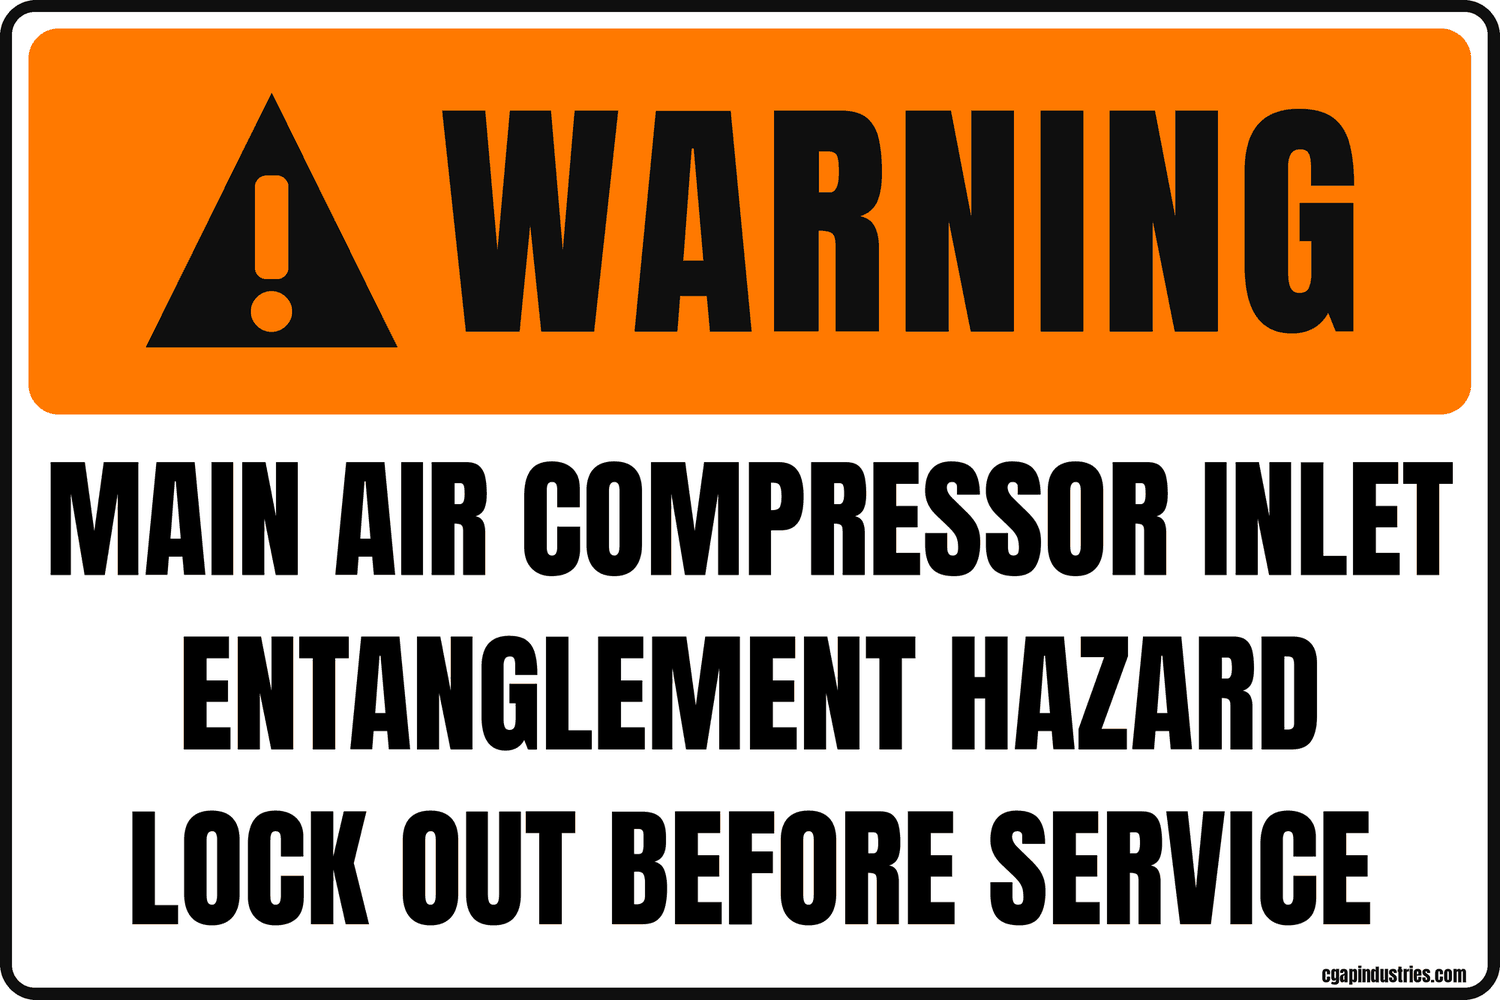 WARNING
MAIN AIR COMPRESSOR INLET
ENTANGLEMENT HAZARD
LOCK OUT BEFORE SERVICE
cgapindustries.com